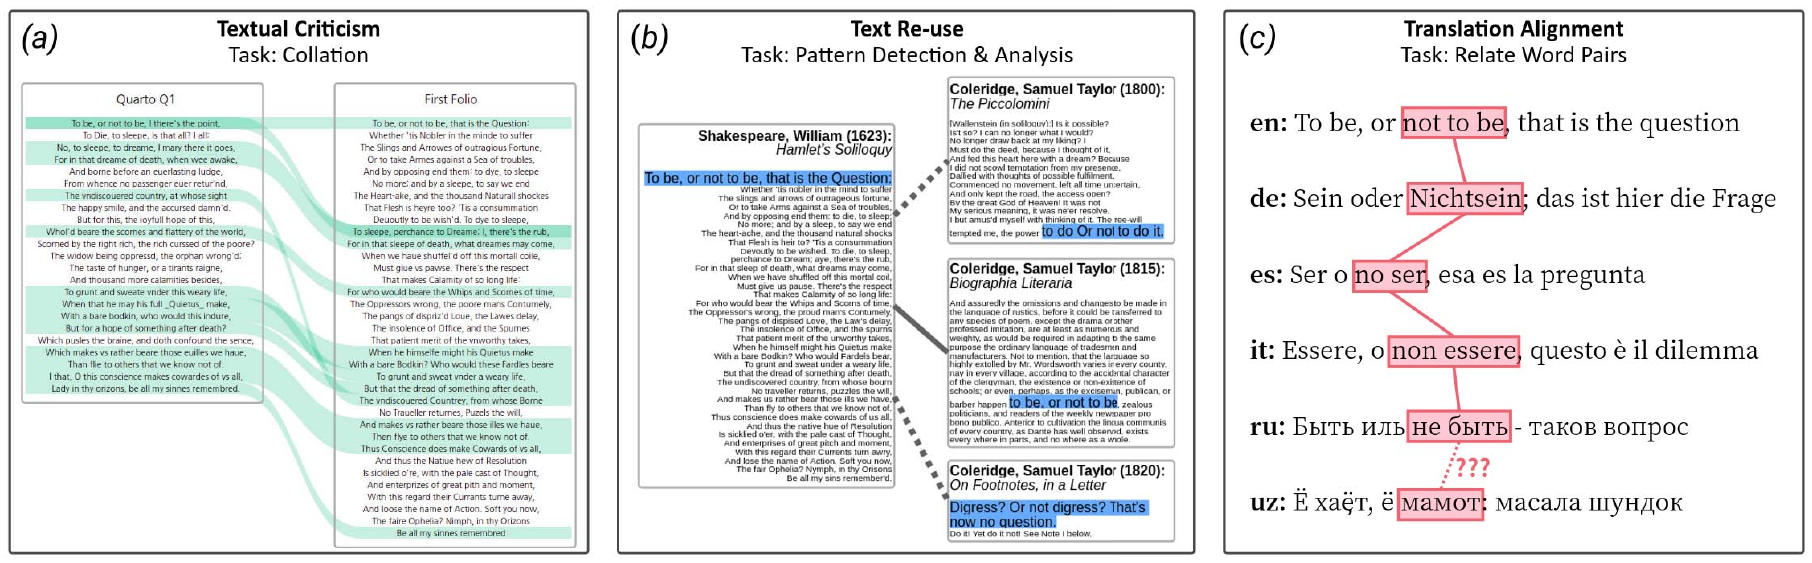 (a)
Textual Criticism
Task: Collation
Quarto Q1
To be, or not to be, I there's the point,
To Die, to sleepe, is that all? I all:
No, to sleepe, to dreame, I mary there it goes,
For in that dreame of death, when wee awake,
And borne before an everlasting Judge,
From whence no passenger euer retur'nd,
The vndiscouered country, at whose sight
The happy smile, and the accursed damn'd.
But for this, the ioyfull hope of this,
Whol'd beare the scornes and flattery of the world,
Scorned by the right rich, the rich curssed of the poore?
The widow being oppressd, the orphan wrong'd;
The taste of hunger, or a tirants raigne,
And thousand more calamities besides,
To grunt and sweate vnder this weary life,
When that he may his full _Quietus_ make,
With a bare bodkin, who would this indure,
But for a hope of something after death?
Which pusles the braine, and doth confound the sence,
Which makes vs rather beare those euilles we haue,
Than flie to others that we know not of.
I that, O this conscience makes cowardes of vs all,
Lady in thy orizons, be all my sinnes remembred.
First Folio
To be, or not to be, that is the Question:
Whether 'tis Nobler in the minde to suffer
The Slings and Arrowes of outragious Fortune,
Or to take Armes against a Sea of troubles,
And by opposing end them: to dye, to sleepe
No more; and by a sleepe, to say we end
The Heart-ake, and the thousand Naturall shockes
That Flesh is heyre too? 'Tis a consummation
Deuoutly to be wish'd. To dye to sleepe,
To sleepe, perchance to Dreame; I, there's the rub,
For in that sleepe of death, what dreames may come,
When we haue shuffel'd off this mortall coile,
Must giue vs pawse. There's the respect
That makes Calamity of so long life:
For who would beare the Whips and Scornes of time,
The Oppressors wrong, the poore mans Contumely,
The pangs of dispriz'd Loue, the Lawes delay,
The insolence of Office, and the Spurnes
That patient merit of the vnworthy takes,
When he himselfe might his Quietus make
With a bare Bodkin? Who would these Fardles beare
To grunt and sweat vnder a weary life,
But that the dread of something after death,
The vndiscouered Countrey, from whose Borne
No Traueller returnes, Puzels the will,
And makes vs rather beare those illes we haue,
Then flye to others that we know not of.
Thus Conscience does make Cowards of vs all,
And thus the Natiue hew of Resolution
Is sicklied o're, with the pale cast of Thought,
And enterprizes of great pith and moment,
With this regard their Currants turne away,
And loose the name of Action. Soft you now,
The faire Ophelia? Nimph, in thy Orizons
Be all my sinnes remembred
(b)
Text Re-use
Task: Pattern Detection & Analysis
Shakespeare, William (1623):
Hamlet's Soliloquy
To be, or not to be, that is the Question:
Whether 'tis nobler in the mind to suffer
The slings and arrows of outrageous fortune,
Or to take Arms against a Sea of troubles,
And by opposing end them: to die, to sleep;
No more; and by a sleep, to say we end
The heart-ache, and the thousand natural shocks
That Flesh is heir to? 'Tis a consummation
Devoutly to be wished. To die, to sleep,
perchance to Dream; aye, there's the rub,
For in that sleep of death, what dreams may come,
When we have shuffled off this mortal coil,
Must give us pause. There's the respect
That makes Calamity of so long life:
For who would bear the Whips and Scorns of time,
The Oppressor's wrong, the proud man's Contumely,
The pangs of dispised Love, the Law's delay,
The insolence of Office, and the spurns
That patient merit of the unworthy takes,
When he himself might his Quietus make
With a bare Bodkin? Who would Fardels bear,
To grunt and sweat under a weary life,
But that the dread of something after death,
The undiscovered country, from whose bourn
No traveller returns, puzzles the will,
And makes us rather bear those ills we have,
Than fly to others that we know not of.
Thus conscience does make cowards of us all,
And thus the native hue of Resolution
Is sicklied o'er, with the pale cast of Thought,
And enterprises of great pitch and moment,
With this regard their Currents turn awry,
And lose the name of Action. Soft you now,
The fair Ophelia? Nymph, in thy Orisons
Be all my sins remember'd.
Coleridge, Samuel Taylor (1800):
The Piccolomini
[Wallenstein (in soliloquy):] Is it possible?
Is't so? I can no longer what I would?
No longer draw back at my liking? I
Must do the deed, because I thought of it,
And fed this heart here with a dream? Because
I did not scowl temptation from my presence,
Dallied with thoughts of possible fulfilment,
Commenced no movement, left all time uncertain,
And only kept the road, the access open?
By the great God of Heaven! It was not
My serious meaning, it was ne'er resolve.
I but amus'd myself with thinking of it. The free-will
tempted me, the power to do Or not to do it.
Coleridge, Samuel Taylor (1815):
Biographia Literaria
And assuredly the omissions and changesto be made in
the language of rustics, before it could be transferred to
any species of poem, except the drama or other
professed imitation, are at least as numerous and
weighty, as would be required in adapting to the same
purpose the ordinary language of tradesmen and
manufacturers. Not to mention, that the language so
highly extolled by Mr. Wordsworth varies in every county,
nay in every village, according to the accidental character
of the clergyman, the existence or non-existence of
schools; or even, perhaps, as the exciseman, publican, or
barber happen to be, or not to be, zealous
politicians, and readers of the weekly newspaper pro
bono publico. Anterior to cultivation the lingua communis
of every country, as Dante has well observed, exists
every where in parts, and no where as a whole.
Coleridge, Samuel Taylor (1820):
On Footnotes, in a Letter
Digress? Or not digress? That's
now no question.
Do it! Yet do it not! See Note I below.
(c)
Translation Alignment
Task: Relate Word Pairs
en: To be, or not to be, that is the question
de: Sein oder Nichtsein; das ist hier die Frage
es: Ser o no ser, esa es la pregunta
it: Essere, o non essere, questo è il dilemma
ru: Быть иль не быть - таков вопрос
???
uz: Ё хаёт, ё мамот: масала шундок